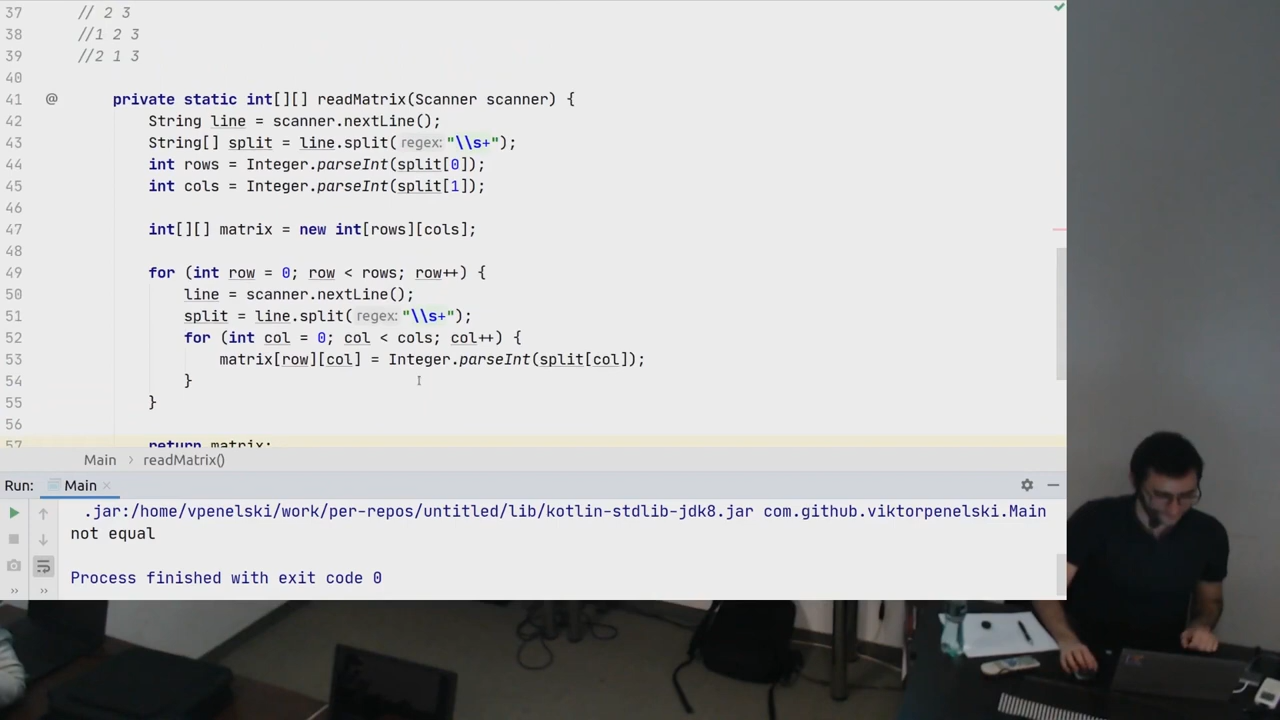 37 // 2 3
38 //1 2 3
39 //2 1 3
40
41 @ private static int[][] readMatrix(Scanner scanner) {
42 String line = scanner.nextLine();
43 String[] split = line.split( regex: "\\s+");
44 int rows = Integer.parseInt(split[0]);
45 int cols = Integer.parseInt(split[1]);
46
47 int[][] matrix = new int[rows][cols];
48
49 for (int row = 0; row < rows; row++) {
50 line = scanner.nextLine();
51 split = line.split( regex: "\\s+");
52 for (int col = 0; col < cols; col++) {
53 matrix[row][col] = Integer.parseInt(split[col]);
54 }
55 }
56
57 return matrix;
Main › readMatrix()
Run: Main ×
.jar:/home/vpenelski/work/per-repos/untitled/lib/kotlin-stdlib-jdk8.jar com.github.viktorpenelski.Main
not equal
Process finished with exit code 0